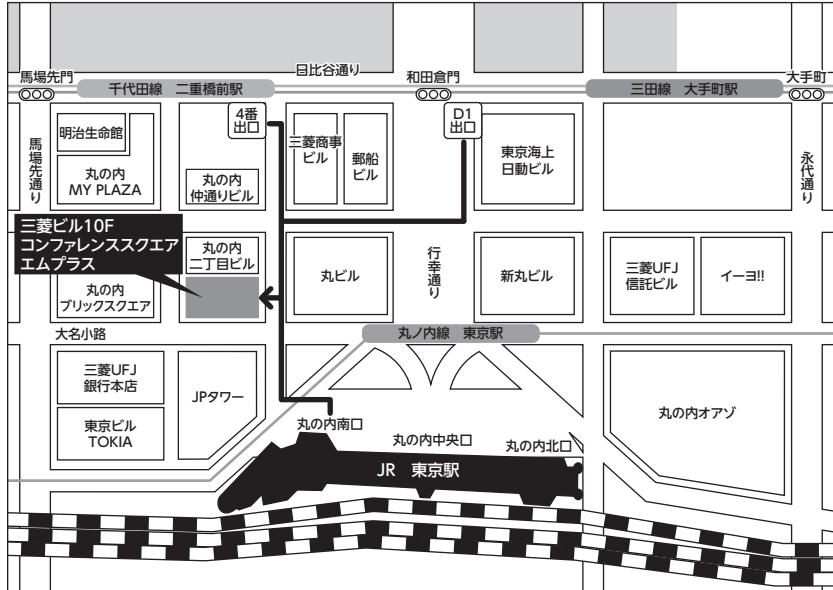 日比谷通り
馬場先門
千代田線 二重橋前駅
和田倉門
三田線 大手町駅
大手町
4番
出口
D1
出口
明治生命館
丸の内
MY PLAZA
馬場先通り
丸の内
仲通りビル
三菱商事
ビル
郵船
ビル
東京海上
日動ビル
永代通り
三菱ビル10F
コンファレンススクエア
エムプラス
丸の内
二丁目ビル
丸の内
ブリックスクエア
丸ビル
行幸通り
新丸ビル
三菱UFJ
信託ビル
イーヨ!!
大名小路
丸ノ内線 東京駅
三菱UFJ
銀行本店
東京ビル
TOKIA
JPタワー
丸の内オアゾ
丸の内南口
丸の内中央口
丸の内北口
JR 東京駅